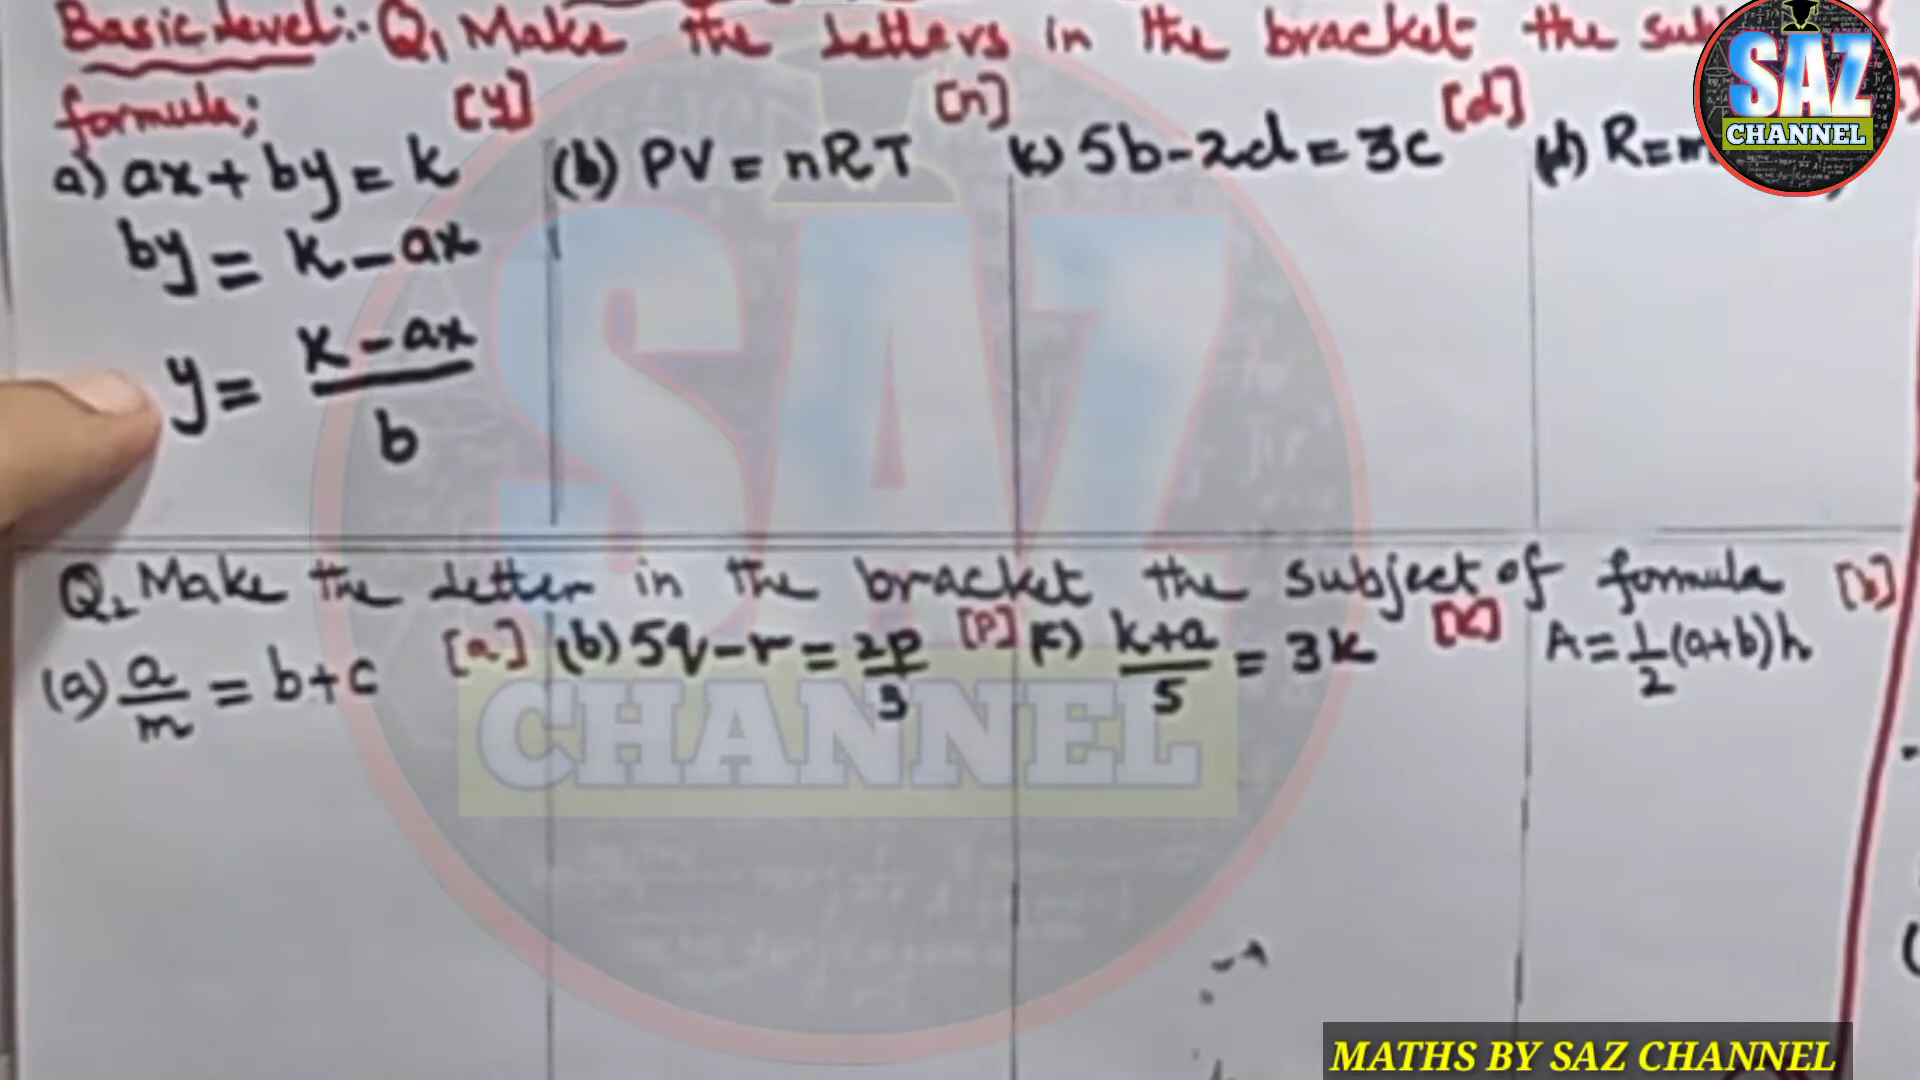 Basic Level:- Q1 Make the Letters in the bracket the
formula;
[y] [n] [d]
a) ax + by = k (b) PV = nRT (c) 5b-2d = 3c (d) R=m
by = k-ax
y = k-ax
b
Q2 Make the Letter in the bracket the subject of formula [b]
(a) a/m = b+c [a] (b) 5q-r = 2p/3 [P] (c) k+a/5 = 3k [k] A=1/2(a+b)h
SAZ
CHANNEL
SAZ
CHANNEL
MATHS BY SAZ CHANNEL